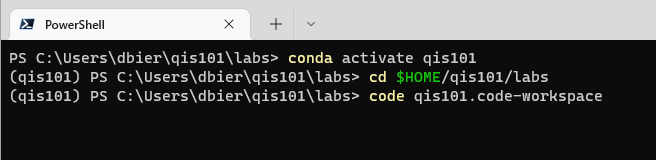 PowerShell
PS C:\Users\dbier\qis101\labs> conda activate qis101
(qis101) PS C:\Users\dbier\qis101\labs> cd $HOME/qis101/labs
(qis101) PS C:\Users\dbier\qis101\labs> code qis101.code-workspace